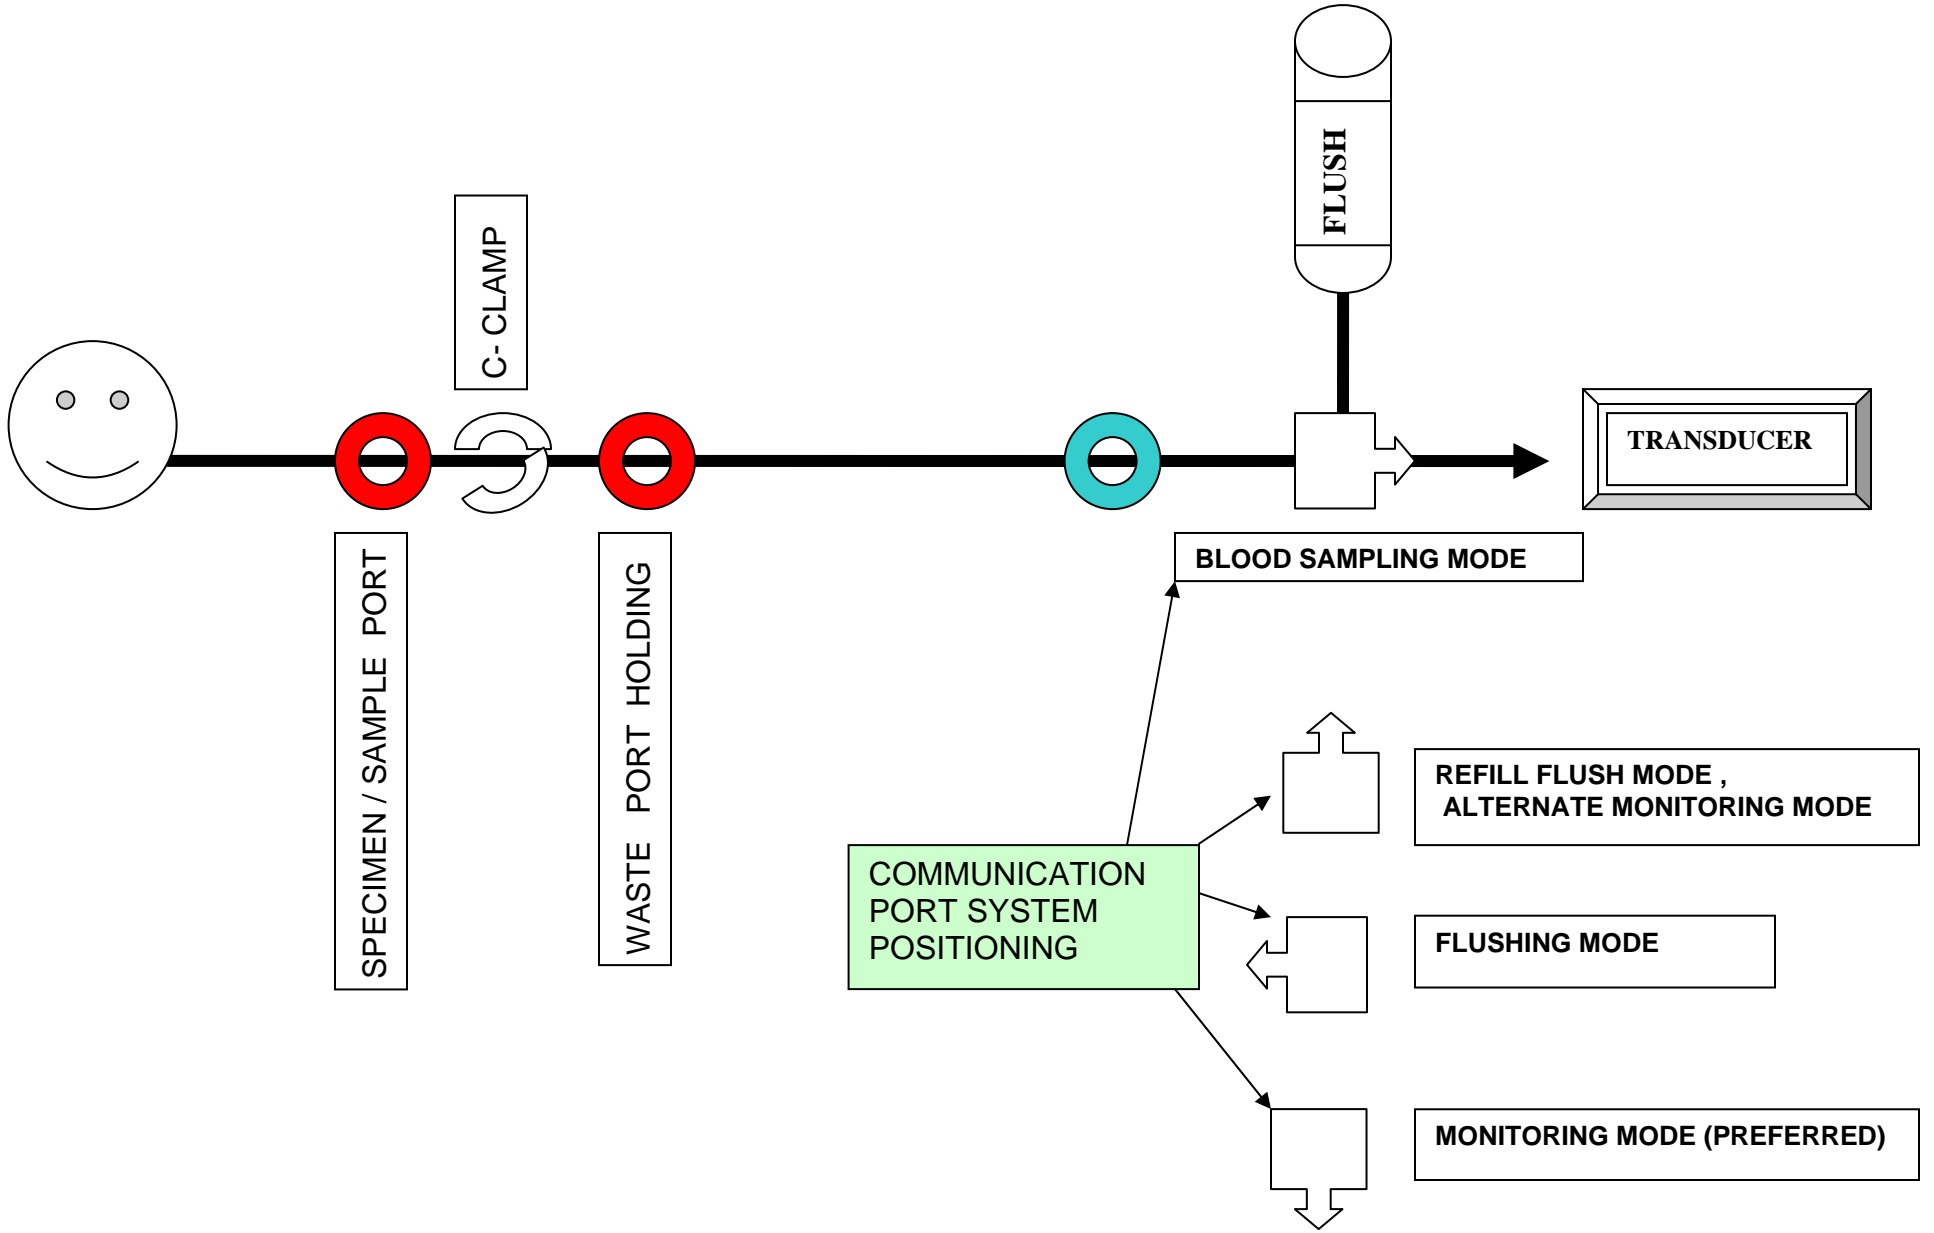 FLUSH
C- CLAMP
TRANSDUCER
BLOOD SAMPLING MODE
SPECIMEN / SAMPLE PORT
WASTE PORT HOLDING
REFILL FLUSH MODE ,
ALTERNATE MONITORING MODE
COMMUNICATION
PORT SYSTEM
POSITIONING
FLUSHING MODE
MONITORING MODE (PREFERRED)